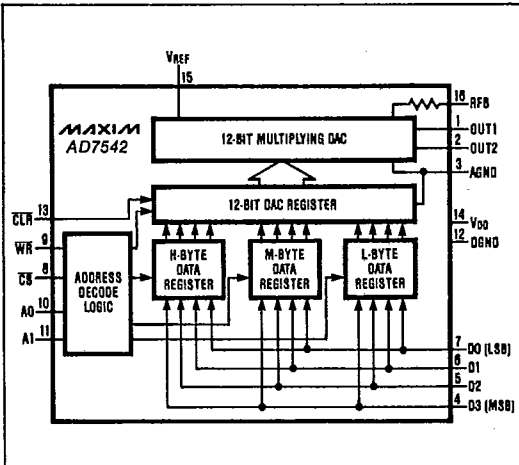 VREF
15
16 RFB
MAXIM
AD7542
12-BIT MULTIPLYING DAC
1 OUT1
2 OUT2
3 AGND
12-BIT DAC REGISTER
CLR 13
14 VDD
12 DGND
WR 9
CS 8
A0 10
A1 11
ADDRESS
DECODE
LOGIC
H-BYTE
DATA
REGISTER
M-BYTE
DATA
REGISTER
L-BYTE
DATA
REGISTER
7 D0 (LSB)
6 D1
5 D2
4 D3 (MSB)